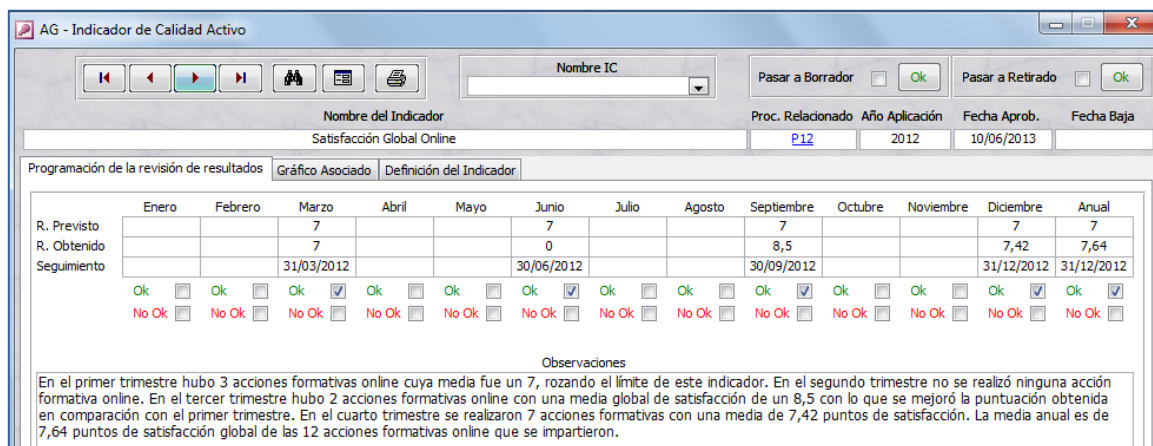 AG - Indicador de Calidad Activo
Nombre IC
Pasar a Borrador Ok Pasar a Retirado Ok
Nombre del Indicador Proc. Relacionado Año Aplicación Fecha Aprob. Fecha Baja
Satisfacción Global Online P12 2012 10/06/2013
Programación de la revisión de resultados Gráfico Asociado Definición del Indicador
Enero Febrero Marzo Abril Mayo Junio Julio Agosto Septiembre Octubre Noviembre Diciembre Anual
R. Previsto 7 7 7 7 7
R. Obtenido 7 0 8,5 7,42 7,64
Seguimiento 31/03/2012 30/06/2012 30/09/2012 31/12/2012 31/12/2012
Ok Ok Ok Ok Ok Ok Ok Ok Ok Ok Ok Ok Ok
No Ok No Ok No Ok No Ok No Ok No Ok No Ok No Ok No Ok No Ok No Ok No Ok No Ok
Observaciones
En el primer trimestre hubo 3 acciones formativas online cuya media fue un 7, rozando el límite de este indicador. En el segundo trimestre no se realizó ninguna acción
formativa online. En el tercer trimestre hubo 2 acciones formativas online con una media global de satisfacción de un 8,5 con lo que se mejoró la puntuación obtenida
en comparación con el primer trimestre. En el cuarto trimestre se realizaron 7 acciones formativas con una media de 7,42 puntos de satisfacción. La media anual es de
7,64 puntos de satisfacción global de las 12 acciones formativas online que se impartieron.